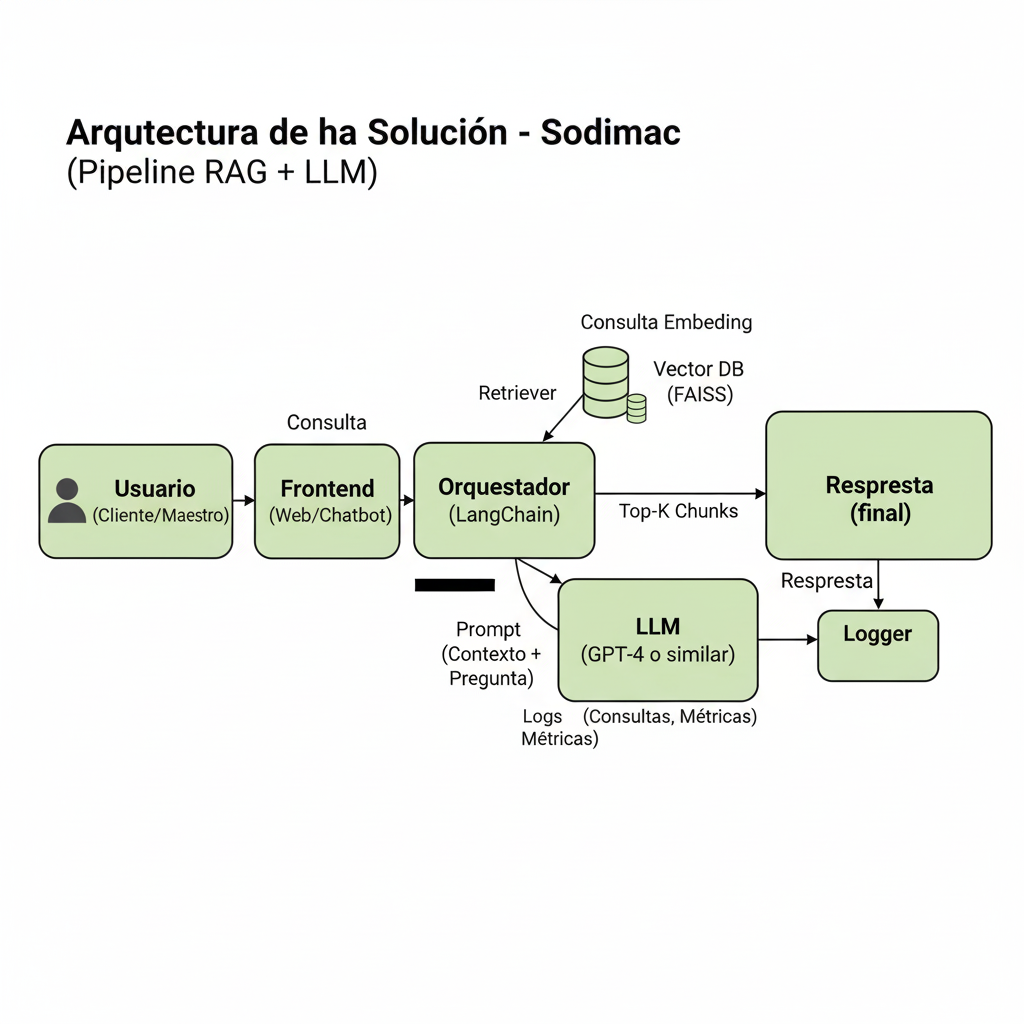 Arqutectura de ha Solución - Sodimac
(Pipeline RAG + LLM)
Consulta Embeding
Vector DB
(FAISS)
Retriever
Consulta
Usuario
(Cliente/Maestro)
Frontend
(Web/Chatbot)
Orquestador
(LangChain)
Top-K Chunks
Respresta
(final)
Respresta
Prompt
(Contexto +
Pregunta)
LLM
(GPT-4 o similar)
Logger
Logs (Consultas, Métricas)
Métricas)